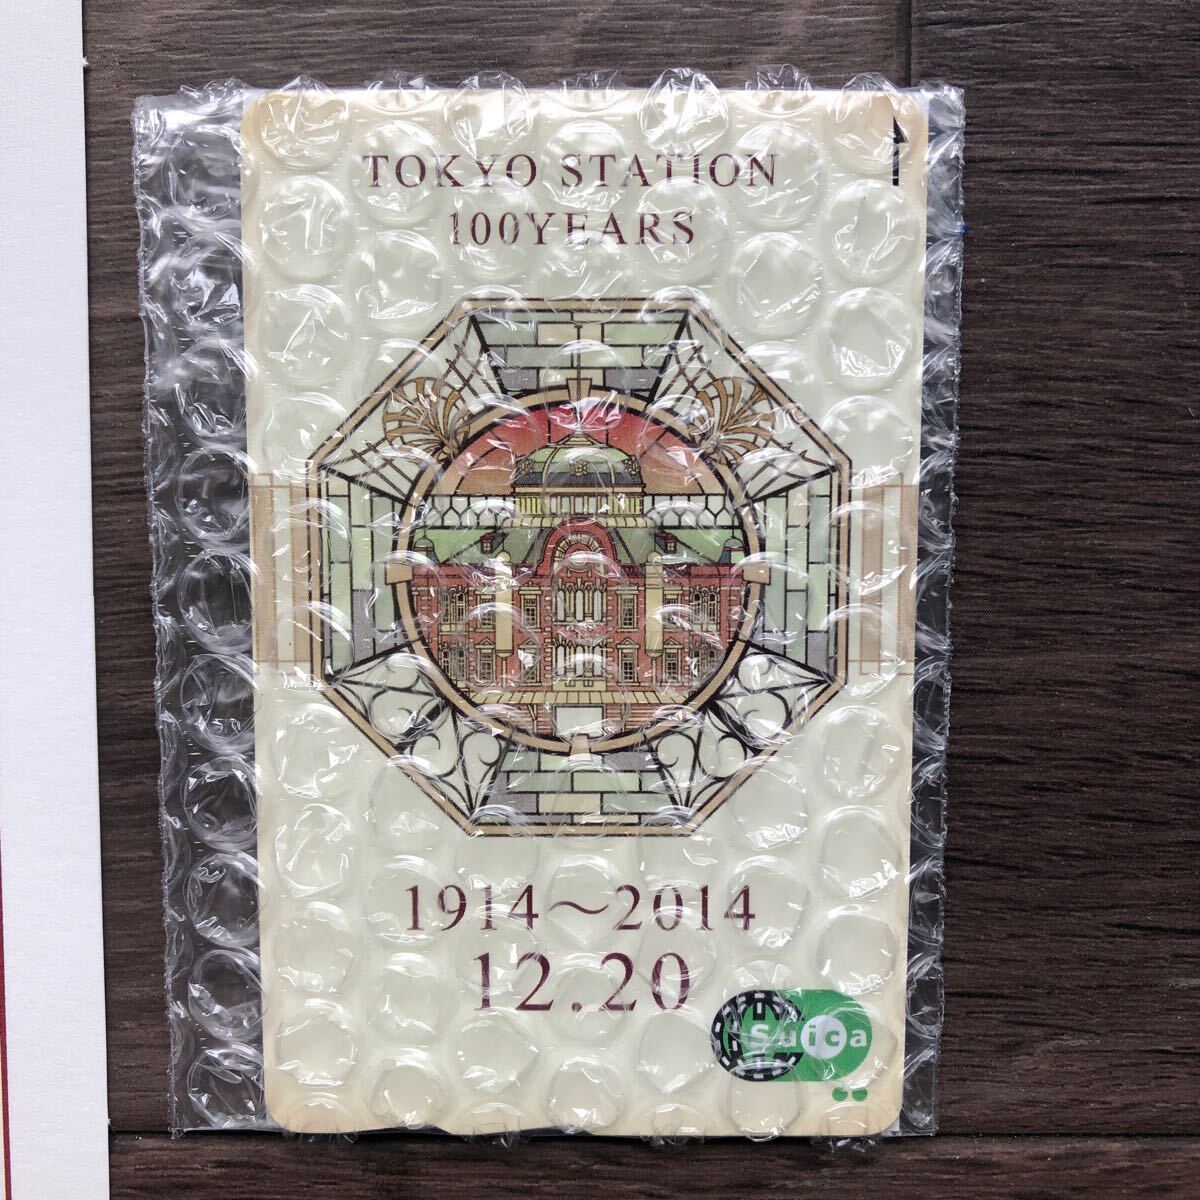 TOKYO STATION
100YEARS
1914～2014
12.20
Suica